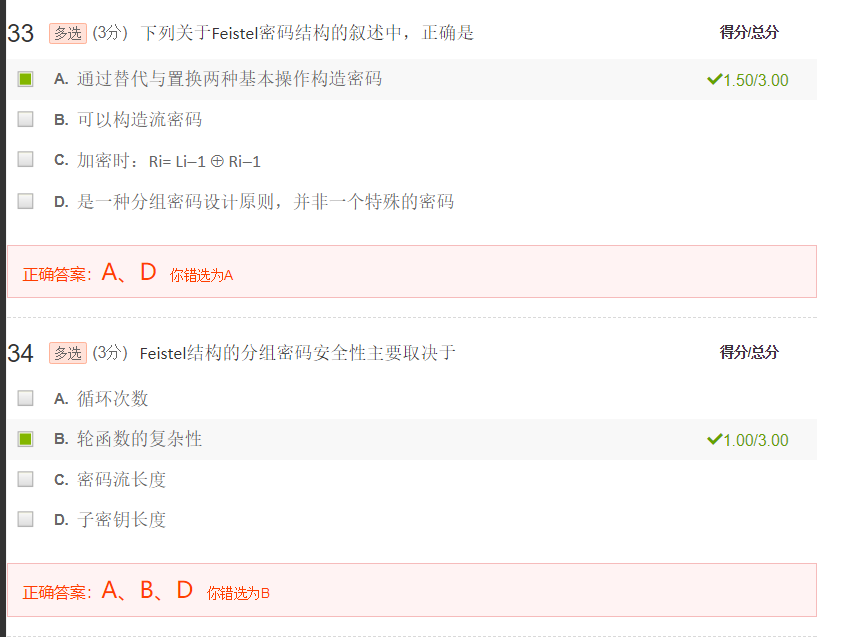 33 多选 (3分) 下列关于Feistel密码结构的叙述中，正确是 得分/总分
A. 通过替代与置换两种基本操作构造密码 1.50/3.00
B. 可以构造流密码
C. 加密时：Ri= Li–1 ⊕ Ri–1
D. 是一种分组密码设计原则，并非一个特殊的密码
正确答案：A、D 你错选为A
34 多选 (3分) Feistel结构的分组密码安全性主要取决于 得分/总分
A. 循环次数
B. 轮函数的复杂性 1.00/3.00
C. 密码流长度
D. 子密钥长度
正确答案：A、B、D 你错选为B